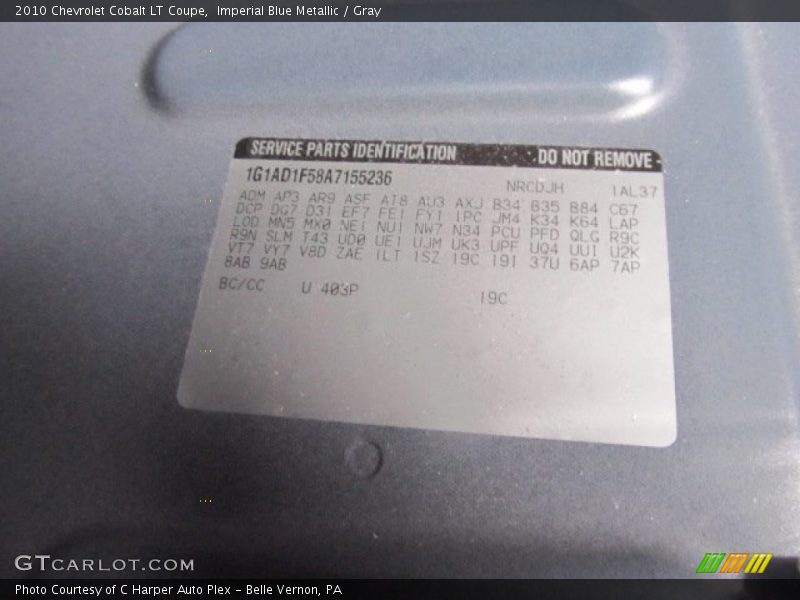 2010 Chevrolet Cobalt LT Coupe, Imperial Blue Metallic / Gray
SERVICE PARTS IDENTIFICATION DO NOT REMOVE
1G1AD1F58A7155236 NRCDJH 1AL37
ADM AP3 AR9 ASF AT8 AU3 AXJ B34 B35 B84 C67
DCP DG7 D31 EF7 FE1 FY1 IPC JM4 K34 K64 LAP
LOD MN5 MX0 NE1 NU1 NW7 N34 PCU PFD QLG R9C
R9N SLM T43 UD0 UE1 UJM UK3 UPF UQ4 UUI U2K
VT7 VY7 V8D ZAE 1LT 1SZ 19C 19I 37U 6AP 7AP
8AB 9AB
BC/CC U 403P 19C
GTCARLOT.COM
Photo Courtesy of C Harper Auto Plex - Belle Vernon, PA